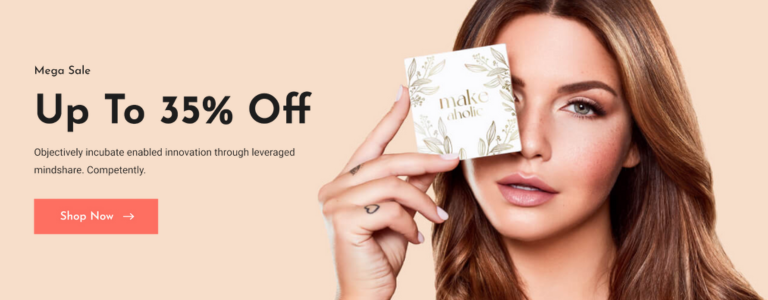 Mega Sale
Up To 35% Off
Objectively incubate enabled innovation through leveraged
mindshare. Competently.
Shop Now →
make
aholic